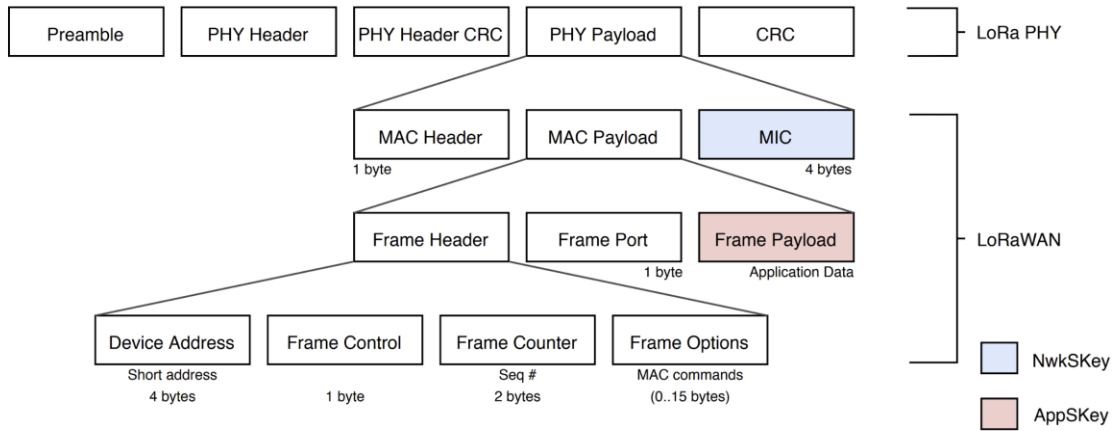 Preamble
PHY Header
PHY Header CRC
PHY Payload
CRC
LoRa PHY
MAC Header
MAC Payload
MIC
1 byte
4 bytes
Frame Header
Frame Port
Frame Payload
LoRaWAN
1 byte
Application Data
Device Address
Frame Control
Frame Counter
Frame Options
Short address
Seq #
MAC commands
4 bytes
1 byte
2 bytes
(0..15 bytes)
NwkSKey
AppSKey